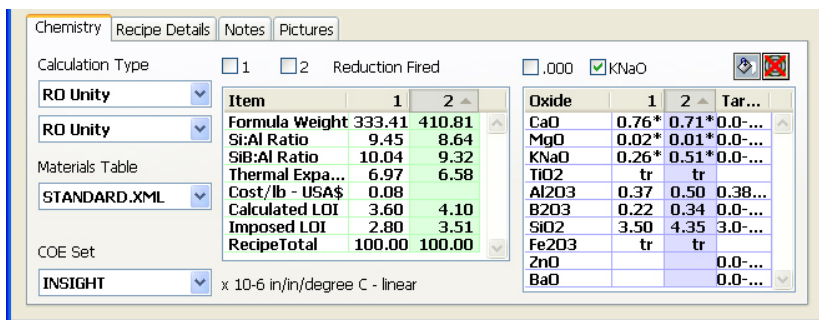 Chemistry Recipe Details Notes Pictures
Calculation Type
RO Unity
RO Unity
Materials Table
STANDARD.XML
COE Set
INSIGHT
1 2 Reduction Fired
Item 1 2
Formula Weight 333.41 410.81
Si:Al Ratio 9.45 8.64
SiB:Al Ratio 10.04 9.32
Thermal Expa... 6.97 6.58
Cost/lb - USA$ 0.08
Calculated LOI 3.60 4.10
Imposed LOI 2.80 3.51
RecipeTotal 100.00 100.00
x 10-6 in/in/degree C - linear
.000 KNaO
Oxide 1 2 Tar...
CaO 0.76* 0.71* 0.0-...
MgO 0.02* 0.01* 0.0-...
KNaO 0.26* 0.51* 0.0-...
TiO2 tr tr
Al2O3 0.37 0.50 0.38...
B2O3 0.22 0.34 0.0-...
SiO2 3.50 4.35 3.0-...
Fe2O3 tr tr
ZnO 0.0-...
BaO 0.0-...